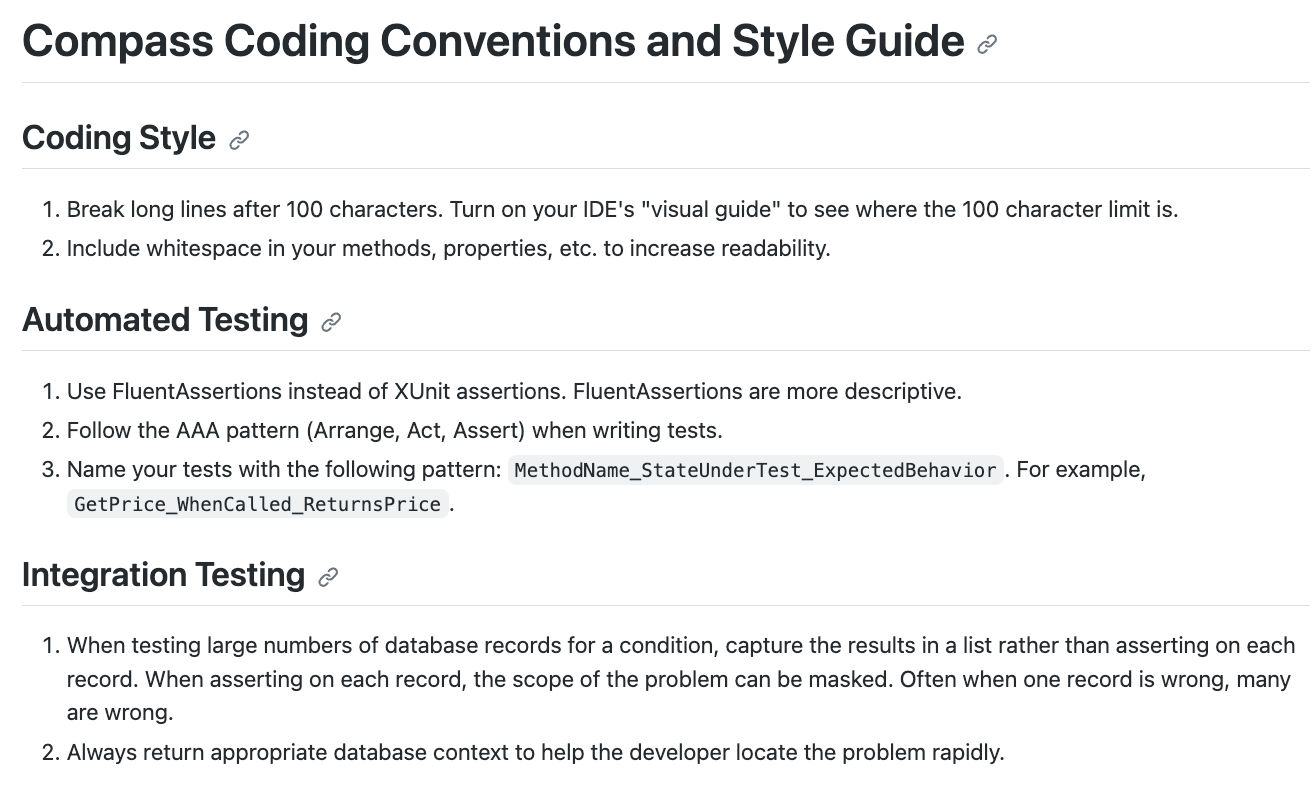 Compass Coding Conventions and Style Guide
Coding Style
1. Break long lines after 100 characters. Turn on your IDE's "visual guide" to see where the 100 character limit is.
2. Include whitespace in your methods, properties, etc. to increase readability.
Automated Testing
1. Use FluentAssertions instead of XUnit assertions. FluentAssertions are more descriptive.
2. Follow the AAA pattern (Arrange, Act, Assert) when writing tests.
3. Name your tests with the following pattern: MethodName_StateUnderTest_ExpectedBehavior. For example,
GetPrice_WhenCalled_ReturnsPrice.
Integration Testing
1. When testing large numbers of database records for a condition, capture the results in a list rather than asserting on each
record. When asserting on each record, the scope of the problem can be masked. Often when one record is wrong, many
are wrong.
2. Always return appropriate database context to help the developer locate the problem rapidly.